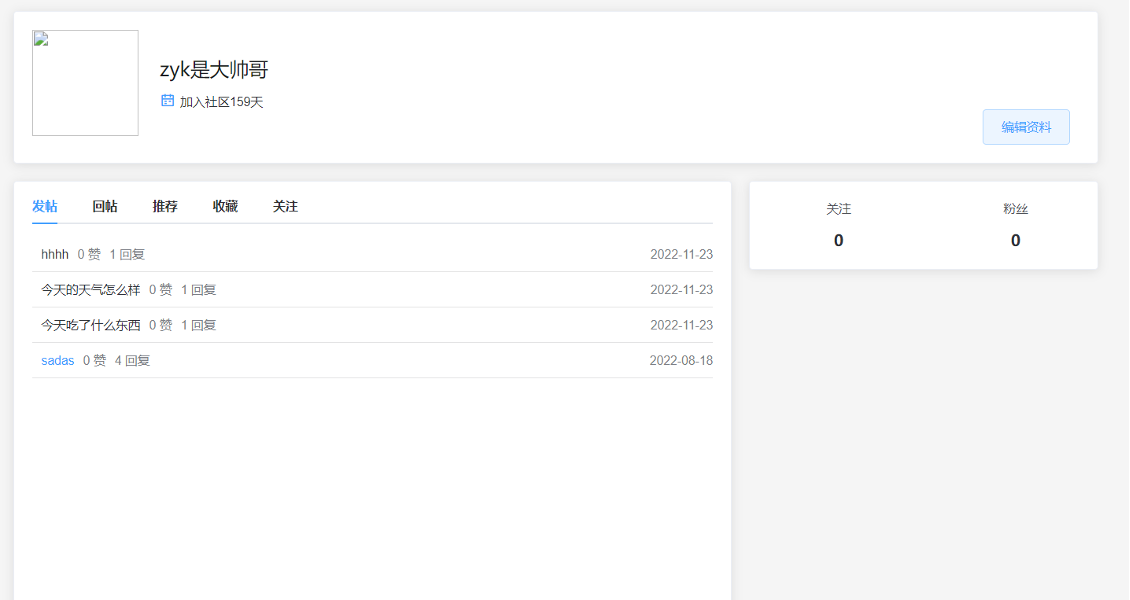 zyk是大帅哥
加入社区159天
编辑资料
发帖 回帖 推荐 收藏 关注
hhhh 0 赞 1 回复 2022-11-23
今天的天气怎么样 0 赞 1 回复 2022-11-23
今天吃了什么东西 0 赞 1 回复 2022-11-23
sadas 0 赞 4 回复 2022-08-18
关注 粉丝
0 0